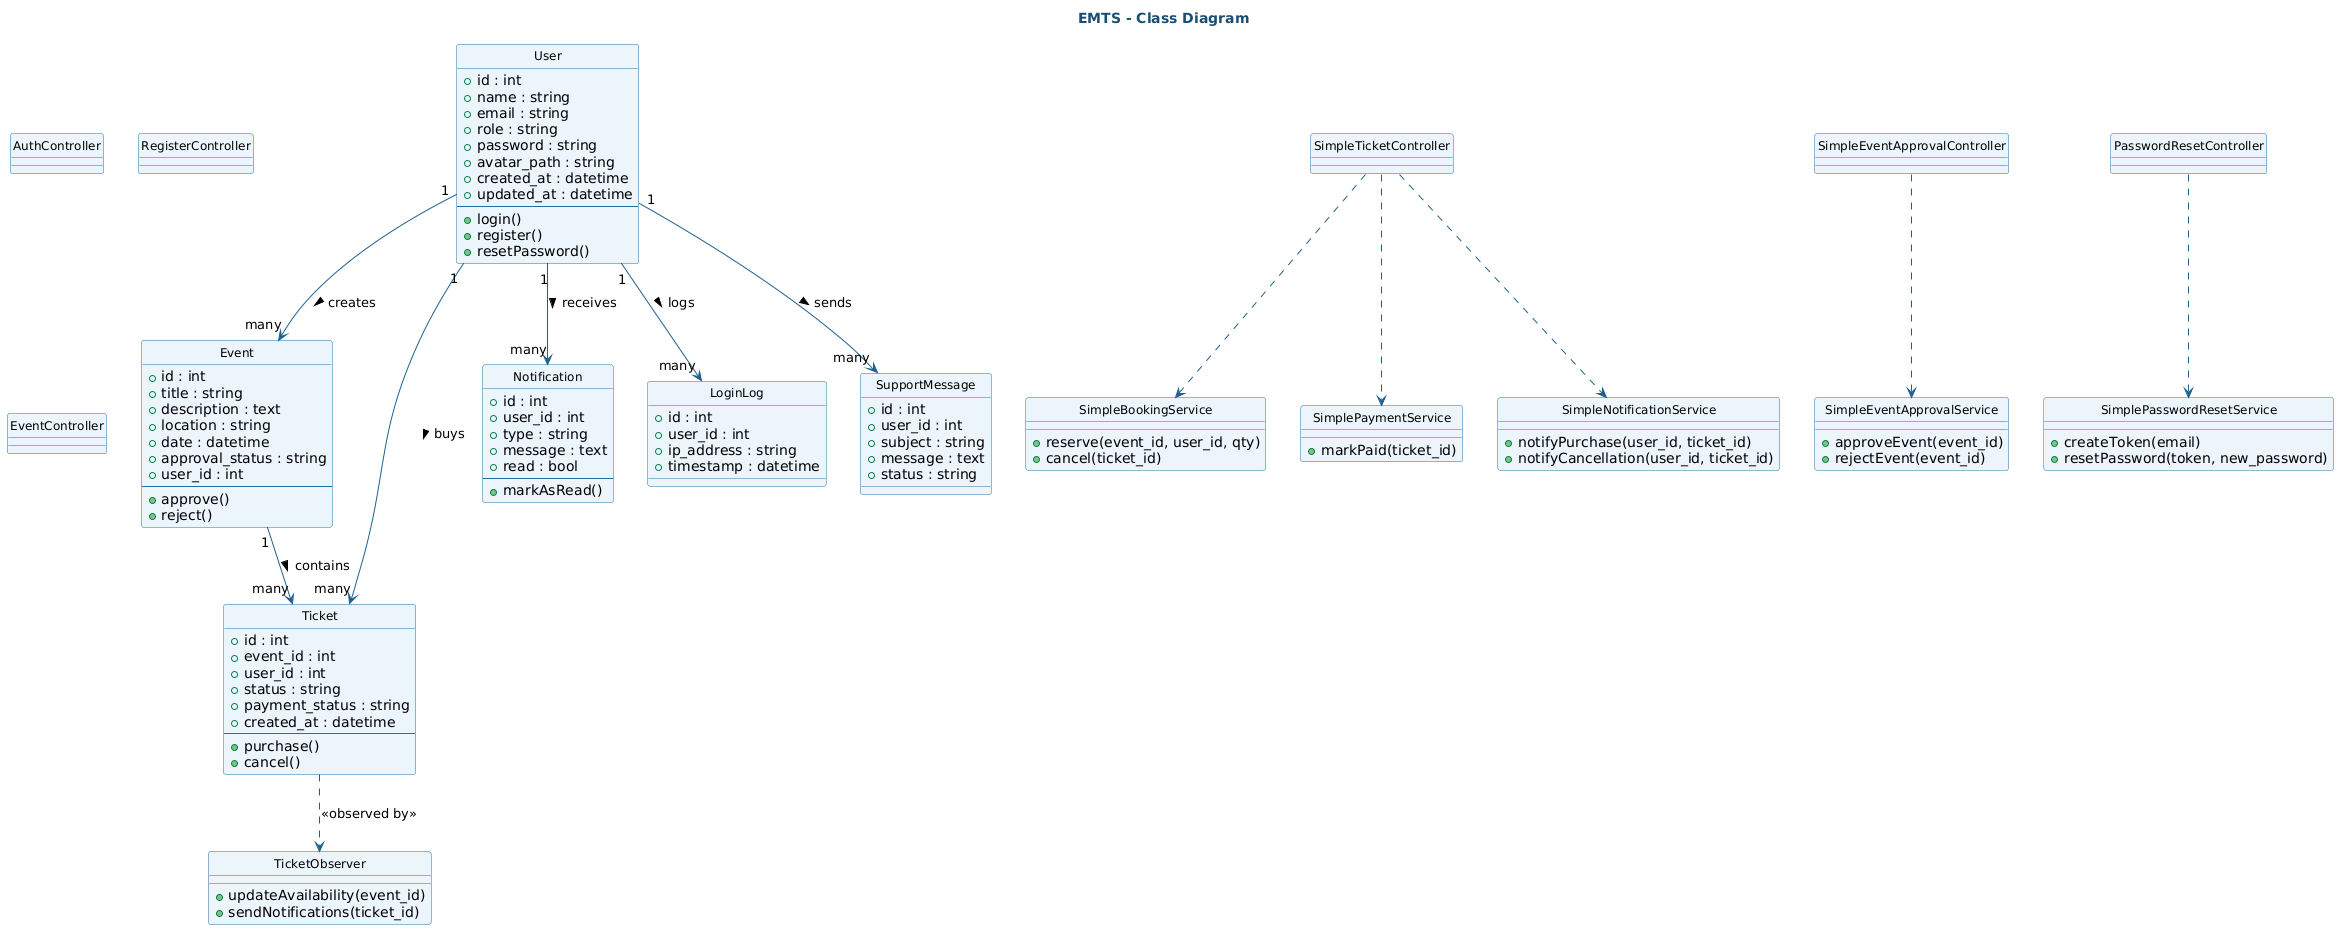 EMTS - Class Diagram
User
id : int
name : string
email : string
role : string
password : string
avatar_path : string
created_at : datetime
updated_at : datetime
login()
register()
resetPassword()
AuthController
RegisterController
SimpleTicketController
SimpleEventApprovalController
PasswordResetController
1
1
1
1
1
creates
receives
logs
sends
many
many
many
many
Event
id : int
title : string
description : text
location : string
date : datetime
approval_status : string
user_id : int
approve()
reject()
EventController
buys
Notification
id : int
user_id : int
type : string
message : text
read : bool
markAsRead()
LoginLog
id : int
user_id : int
ip_address : string
timestamp : datetime
SupportMessage
id : int
user_id : int
subject : string
message : text
status : string
SimpleBookingService
reserve(event_id, user_id, qty)
cancel(ticket_id)
SimplePaymentService
markPaid(ticket_id)
SimpleNotificationService
notifyPurchase(user_id, ticket_id)
notifyCancellation(user_id, ticket_id)
SimpleEventApprovalService
approveEvent(event_id)
rejectEvent(event_id)
SimplePasswordResetService
createToken(email)
resetPassword(token, new_password)
1
contains
many
many
Ticket
id : int
event_id : int
user_id : int
status : string
payment_status : string
created_at : datetime
purchase()
cancel()
«observed by»
TicketObserver
updateAvailability(event_id)
sendNotifications(ticket_id)